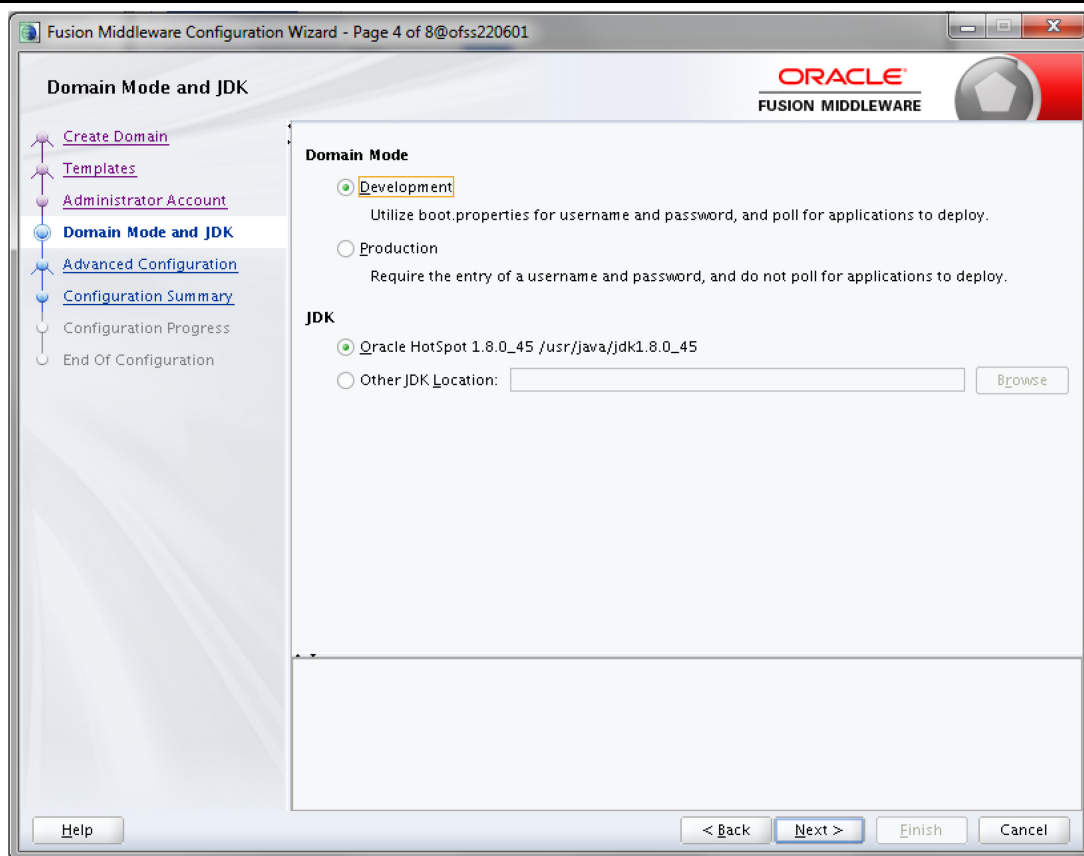 Fusion Middleware Configuration Wizard - Page 4 of 8@ofss220601
Domain Mode and JDK
ORACLE
FUSION MIDDLEWARE
Create Domain
Templates
Administrator Account
Domain Mode and JDK
Advanced Configuration
Configuration Summary
Configuration Progress
End Of Configuration
Domain Mode
Development
Utilize boot.properties for username and password, and poll for applications to deploy.
Production
Require the entry of a username and password, and do not poll for applications to deploy.
JDK
Oracle HotSpot 1.8.0_45 /usr/java/jdk1.8.0_45
Other JDK Location:
Browse
Help
< Back
Next >
Finish
Cancel